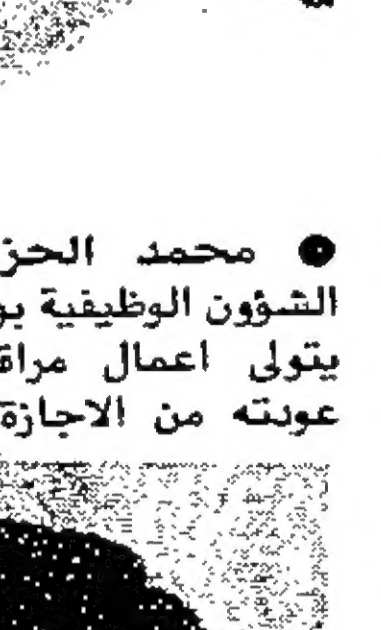 ● محمد الحز
الشؤون الوظيفية بو
يتولى اعمال مراق
عودته من الاجازة